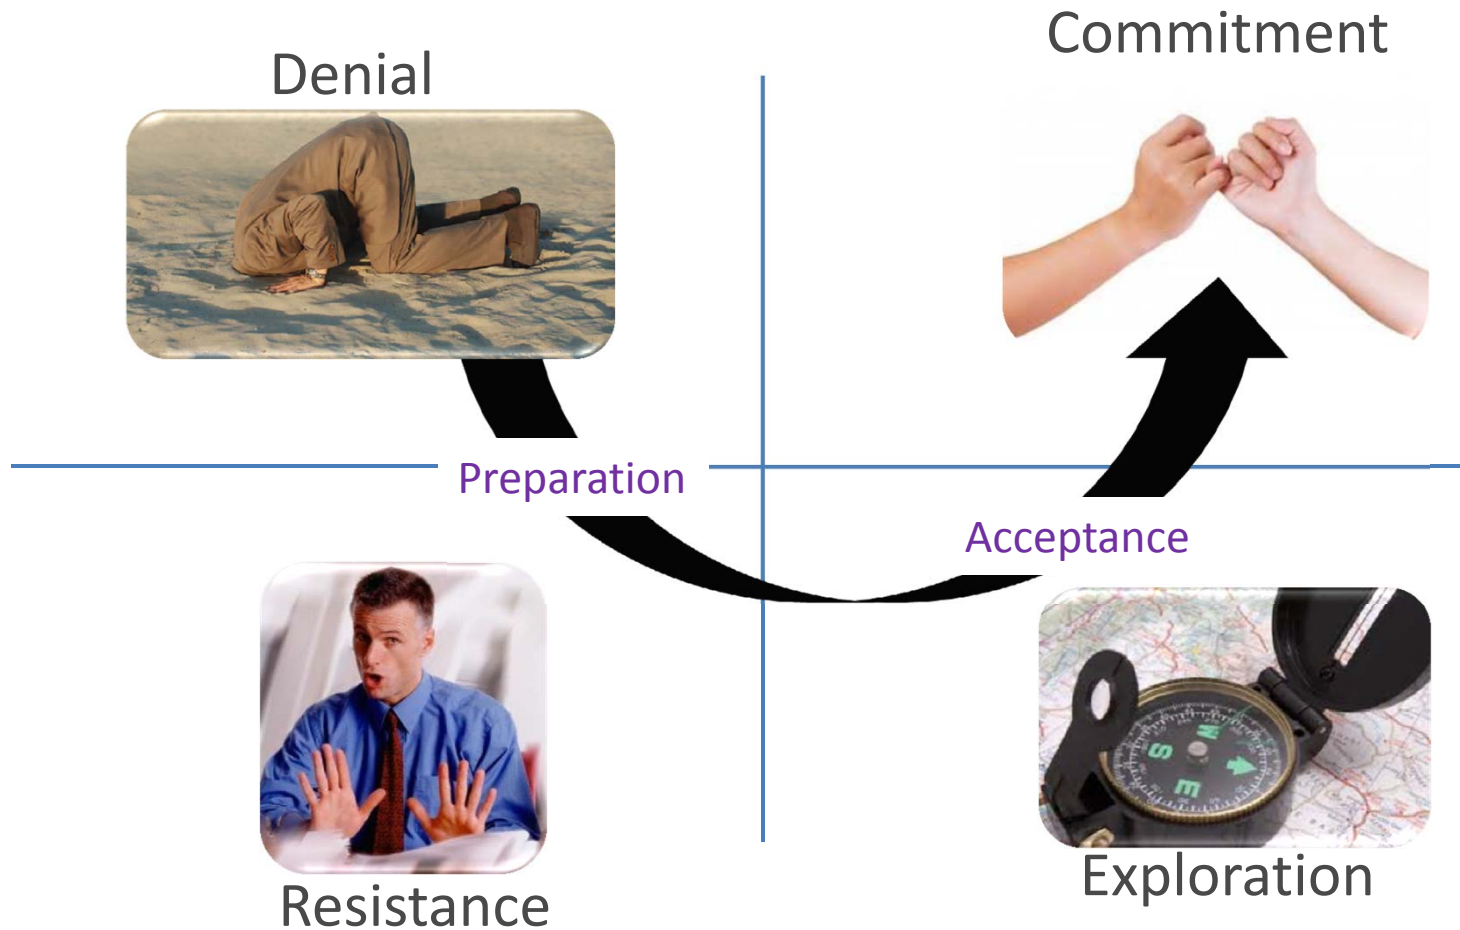 Denial
Commitment
Preparation
Acceptance
Resistance
Exploration